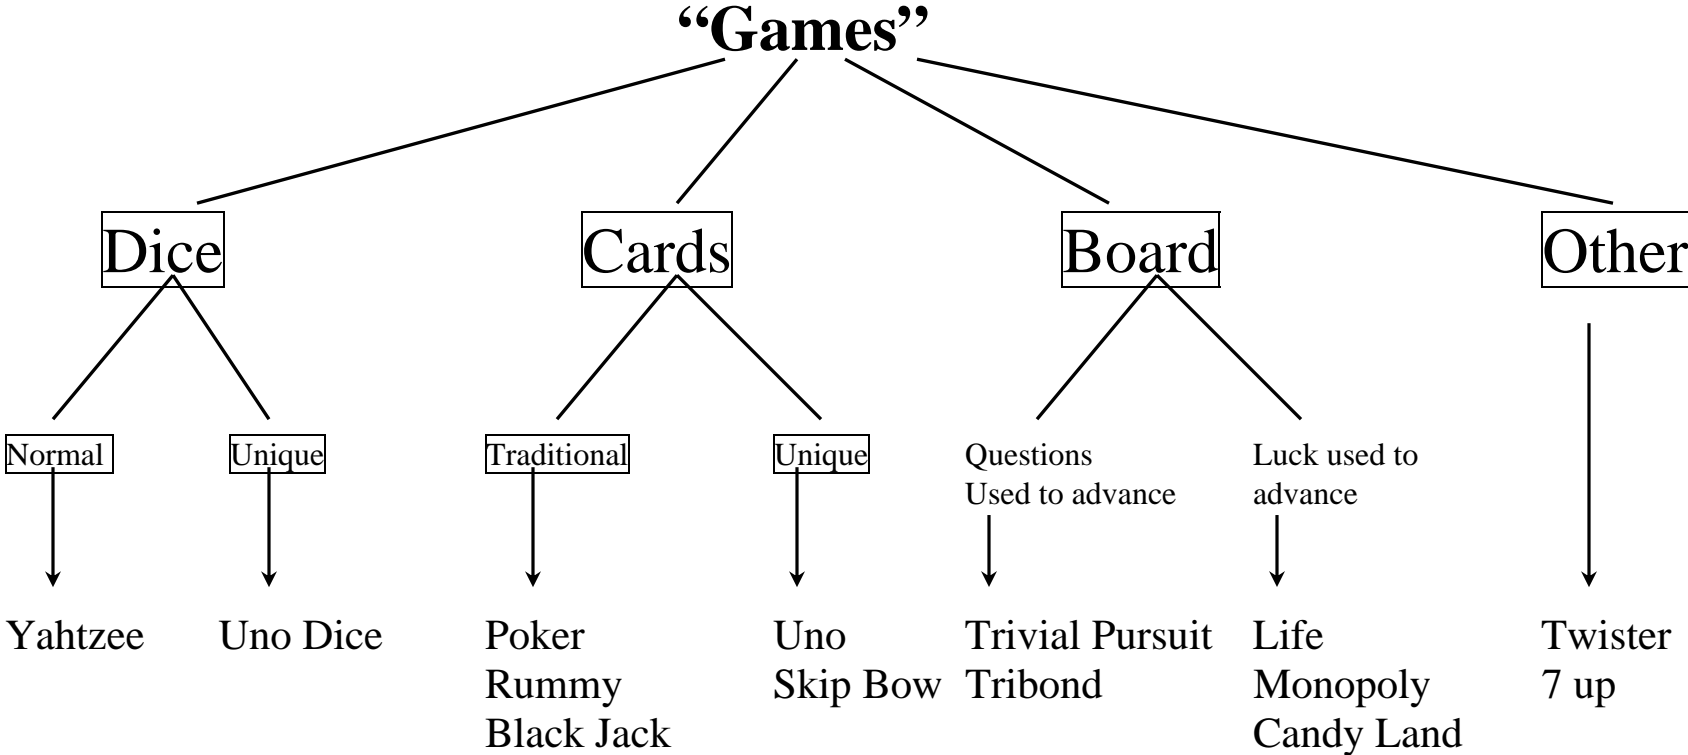 “Games”
Dice
Cards
Board
Other
Normal
Unique
Traditional
Unique
Questions
Used to advance
Luck used to
advance
Yahtzee
Uno Dice
Poker
Rummy
Black Jack
Uno
Skip Bow
Trivial Pursuit
Tribond
Life
Monopoly
Candy Land
Twister
7 up